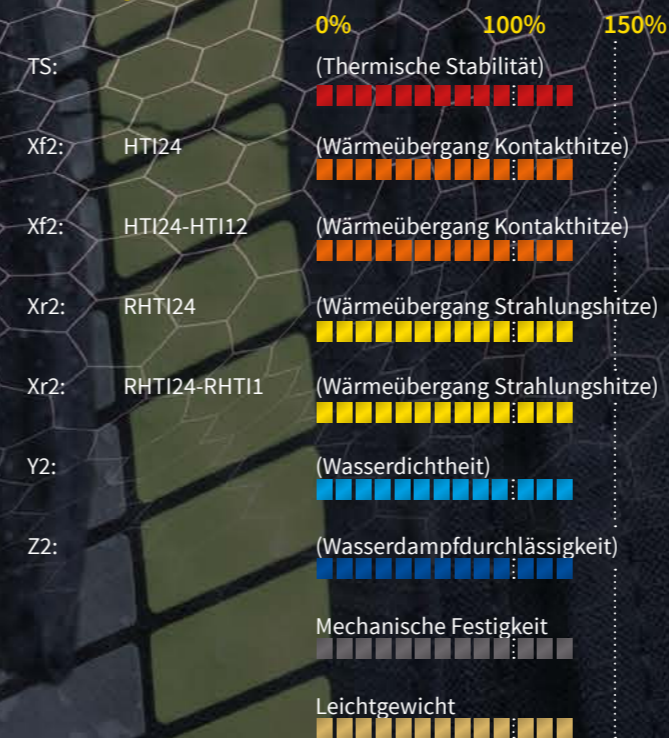 0% 100% 150%
TS: (Thermische Stabilität)
Xf2: HTI24 (Wärmeübergang Kontakthitze)
Xf2: HTI24-HTI12 (Wärmeübergang Kontakthitze)
Xr2: RHTI24 (Wärmeübergang Strahlungshitze)
Xr2: RHTI24-RHTI1 (Wärmeübergang Strahlungshitze)
Y2: (Wasserdichtheit)
Z2: (Wasserdampfdurchlässigkeit)
Mechanische Festigkeit
Leichtgewicht